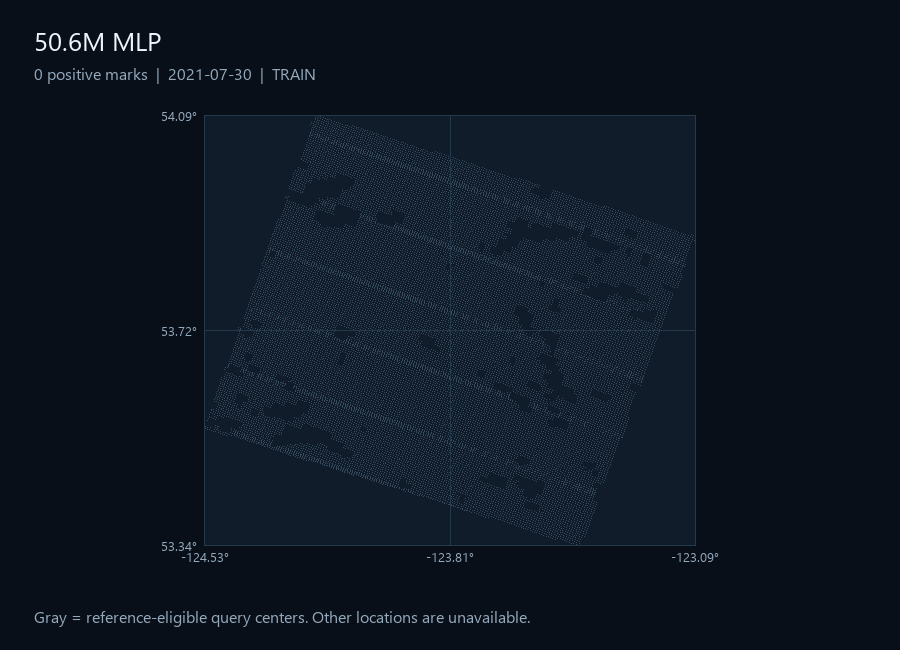 50.6M MLP
0 positive marks | 2021-07-30 | TRAIN
54.09°
53.72°
53.34°
-124.53° -123.81° -123.09°
Gray = reference-eligible query centers. Other locations are unavailable.